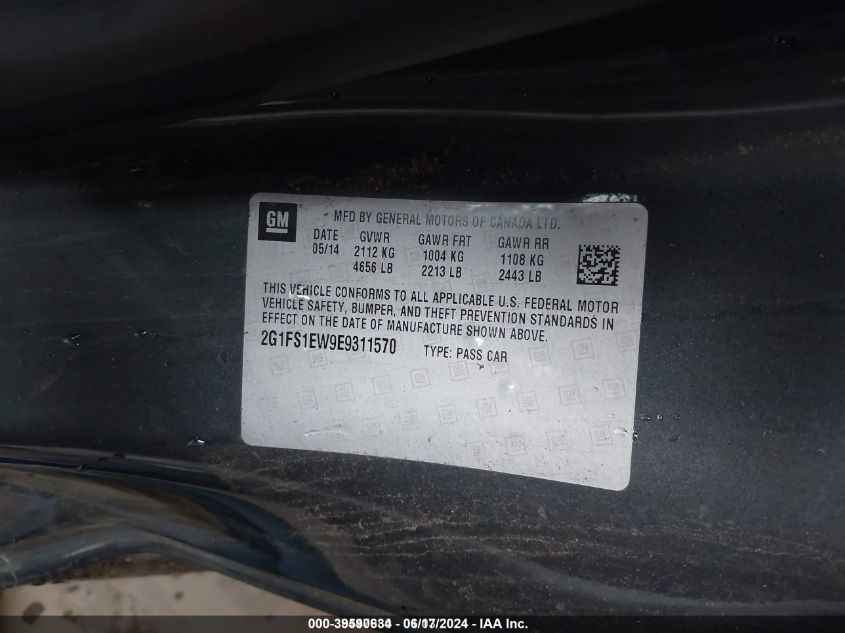 GM
MFD BY GENERAL MOTORS OF CANADA LTD.
DATE GVWR GAWR FRT GAWR RR
05/14 2112 KG 1004 KG 1108 KG
4656 LB 2213 LB 2443 LB
THIS VEHICLE CONFORMS TO ALL APPLICABLE U.S. FEDERAL MOTOR
VEHICLE SAFETY, BUMPER, AND THEFT PREVENTION STANDARDS IN
EFFECT ON THE DATE OF MANUFACTURE SHOWN ABOVE.
2G1FS1EW9E9311570 TYPE: PASS CAR
000-39597634 - 06/17/2024 - IAA Inc.